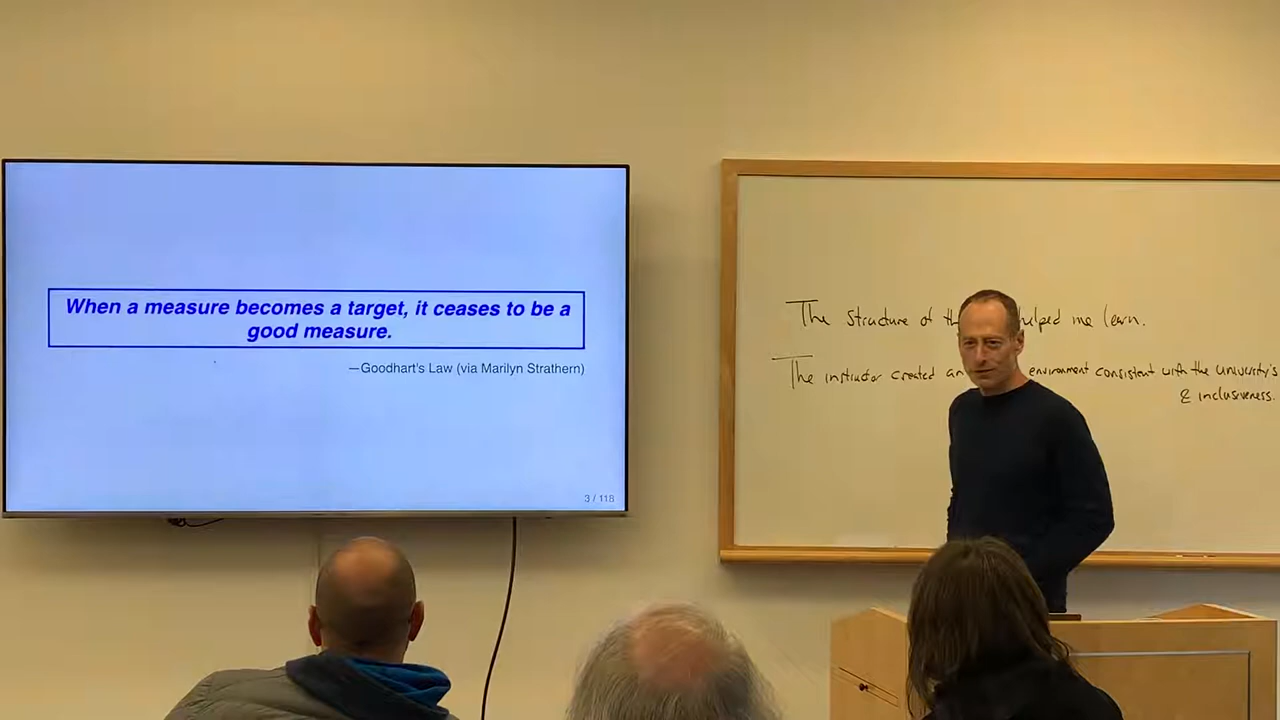 When a measure becomes a target, it ceases to be a
good measure.
—Goodhart's Law (via Marilyn Strathern)
3 / 118
The structure of th helped me learn.
The instructor created an environment consistent with the university's
& inclusiveness.